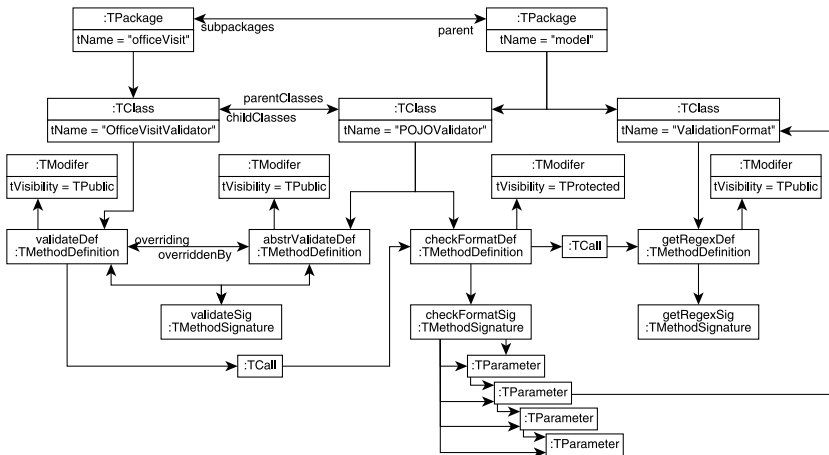 :TPackage
tName = "officeVisit"
subpackages
parent
:TPackage
tName = "model"
:TClass
tName = "OfficeVisitValidator"
parentClasses
childClasses
:TClass
tName = "POJOValidator"
:TClass
tName = "ValidationFormat"
:TModifer
tVisibility = TPublic
:TModifer
tVisibility = TPublic
:TModifer
tVisibility = TProtected
:TModifer
tVisibility = TPublic
validateDef
:TMethodDefinition
overriding
overriddenBy
abstrValidateDef
:TMethodDefinition
checkFormatDef
:TMethodDefinition
:TCall
getRegexDef
:TMethodDefinition
validateSig
:TMethodSignature
checkFormatSig
:TMethodSignature
getRegexSig
:TMethodSignature
:TCall
:TParameter
:TParameter
:TParameter
:TParameter